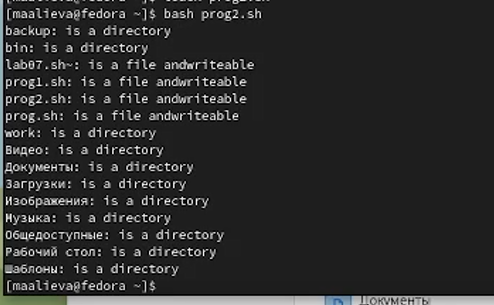 [maalieva@fedora ~]$ bash prog2.sh
backup: is a directory
bin: is a directory
lab07.sh~: is a file andwriteable
prog1.sh: is a file andwriteable
prog2.sh: is a file andwriteable
prog.sh: is a file andwriteable
work: is a directory
Видео: is a directory
Документы: is a directory
Загрузки: is a directory
Изображения: is a directory
Музыка: is a directory
Общедоступные: is a directory
Рабочий стол: is a directory
Шаблоны: is a directory
[maalieva@fedora ~]$
Документы